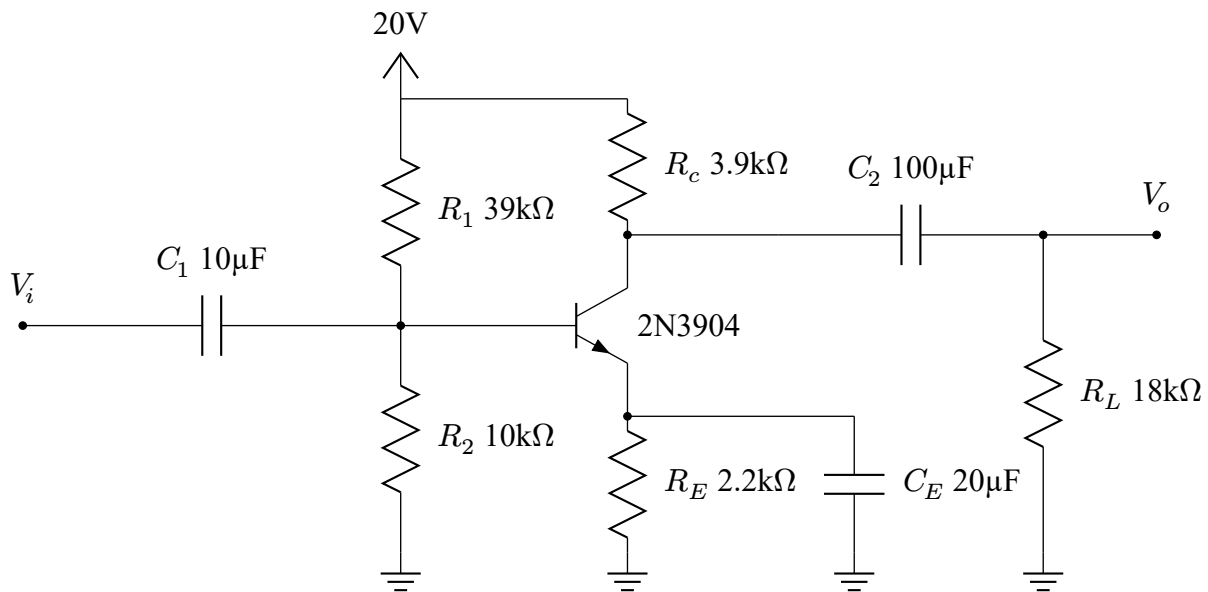 20V
R_c 3.9kΩ
C_2 100μF
V_o
R_1 39kΩ
C_1 10μF
V_i
2N3904
R_L 18kΩ
R_2 10kΩ
R_E 2.2kΩ
C_E 20μF